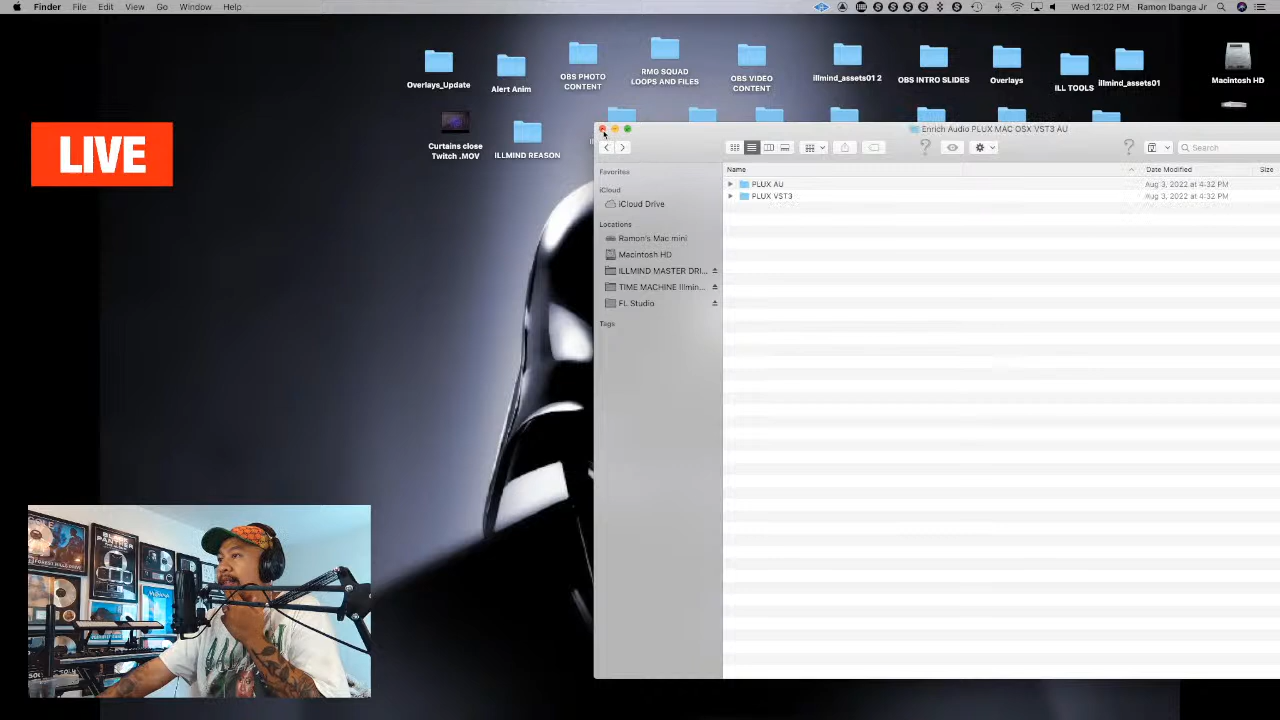 Finder File Edit View Go Window Help
Wed 12:02 PM Ramon Ibanga Jr
Overlays_Update
Alert Anim
OBS PHOTO
CONTENT
RMG SQUAD
LOOPS AND FILES
OBS VIDEO
CONTENT
illmind_assets01 2
OBS INTRO SLIDES
Overlays
ILL TOOLS
illmind_assets01
Macintosh HD
Curtains close
Twitch .MOV
ILLMIND REASON
LIVE
Enrich Audio PLUX MAC OSX VST3 AU
Search
Favorites
iCloud
iCloud Drive
Locations
Ramon's Mac mini
Macintosh HD
ILLMIND MASTER DRI...
TIME MACHINE Illmin...
FL Studio
Tags
Name Date Modified Size
PLUX AU Aug 3, 2022 at 4:32 PM
PLUX VST3 Aug 3, 2022 at 4:32 PM